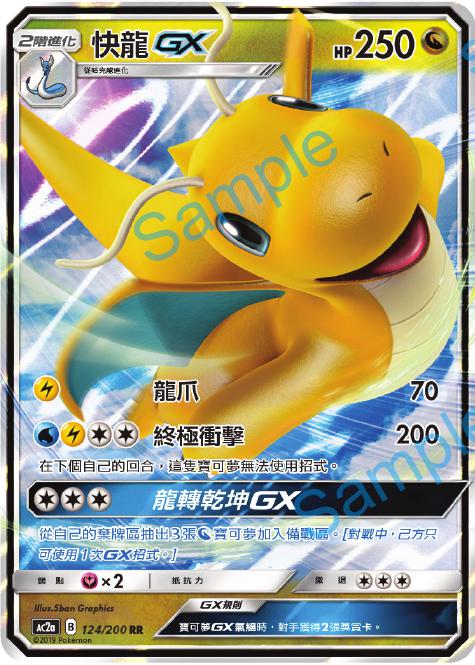 2階進化 快龍GX HP250
從哈克龍進化
Sample
龍爪 70
終極衝擊 200
在下個自己的回合，這隻寶可夢無法使用招式。
Sample
龍轉乾坤GX
從自己的棄牌區抽出3張寶可夢加入備戰區。[對戰中，己方只
可使用1次GX招式。]
弱點 ×2 抵抗力 撤退
Illus.5ban Graphics
GX規則
AC2a B 124/200 RR 寶可夢GX氣絕時，對手獲得2張獎賞卡。
©2019 Pokémon